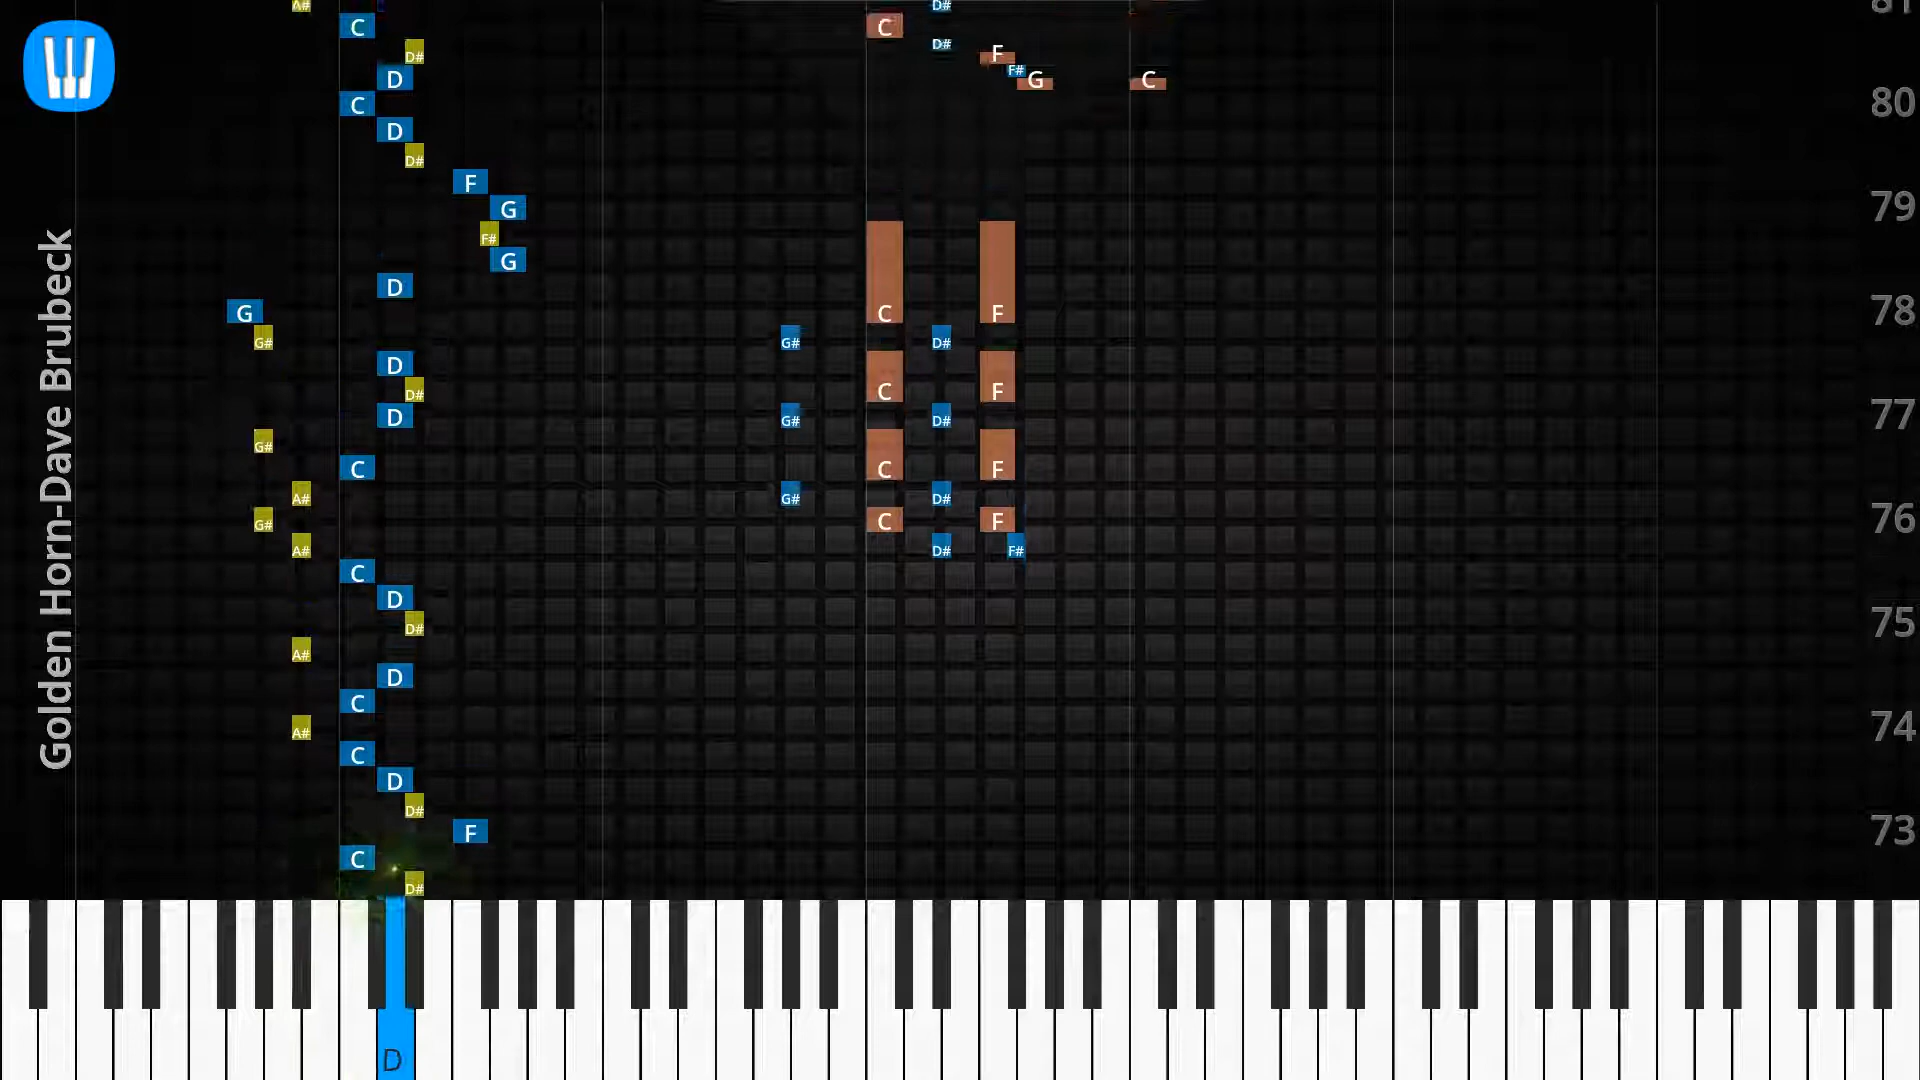 Golden Horn-Dave Brubeck
A# D# 81
C C
D# D# F
D F# G C
C 80
D
D#
F
G 79
F#
G
D
G C F 78
G# G# D#
D
D# C F
D G# D# 77
G#
C C F
A# G# D#
G# C F 76
A# D# F#
C
D
D# 75
A#
D
C
A# 74
C
D
D#
F 73
C
D#
D